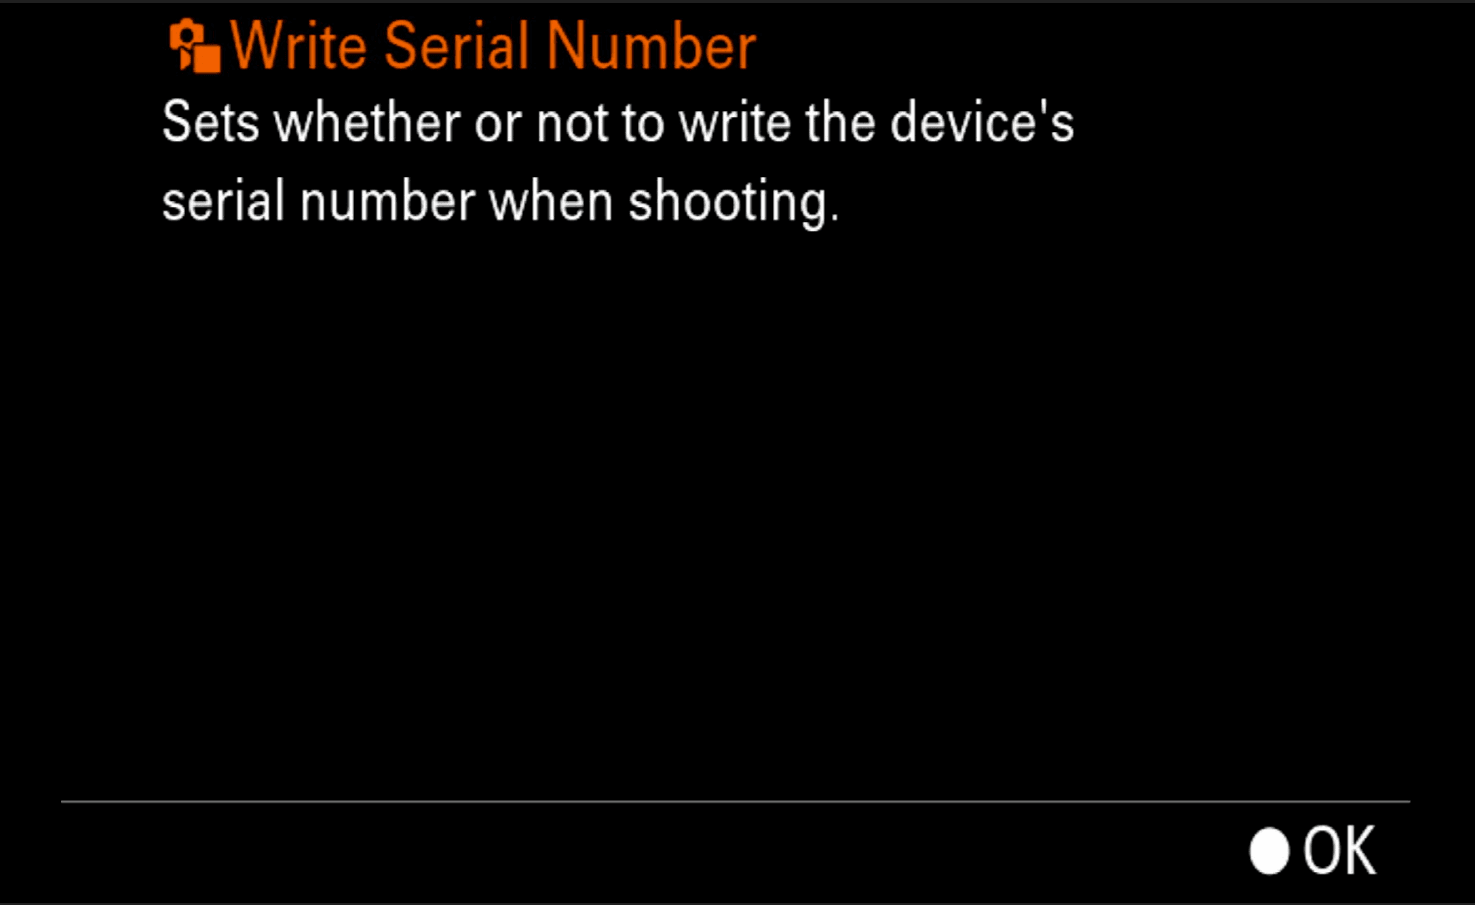 Write Serial Number
Sets whether or not to write the device's
serial number when shooting.
OK